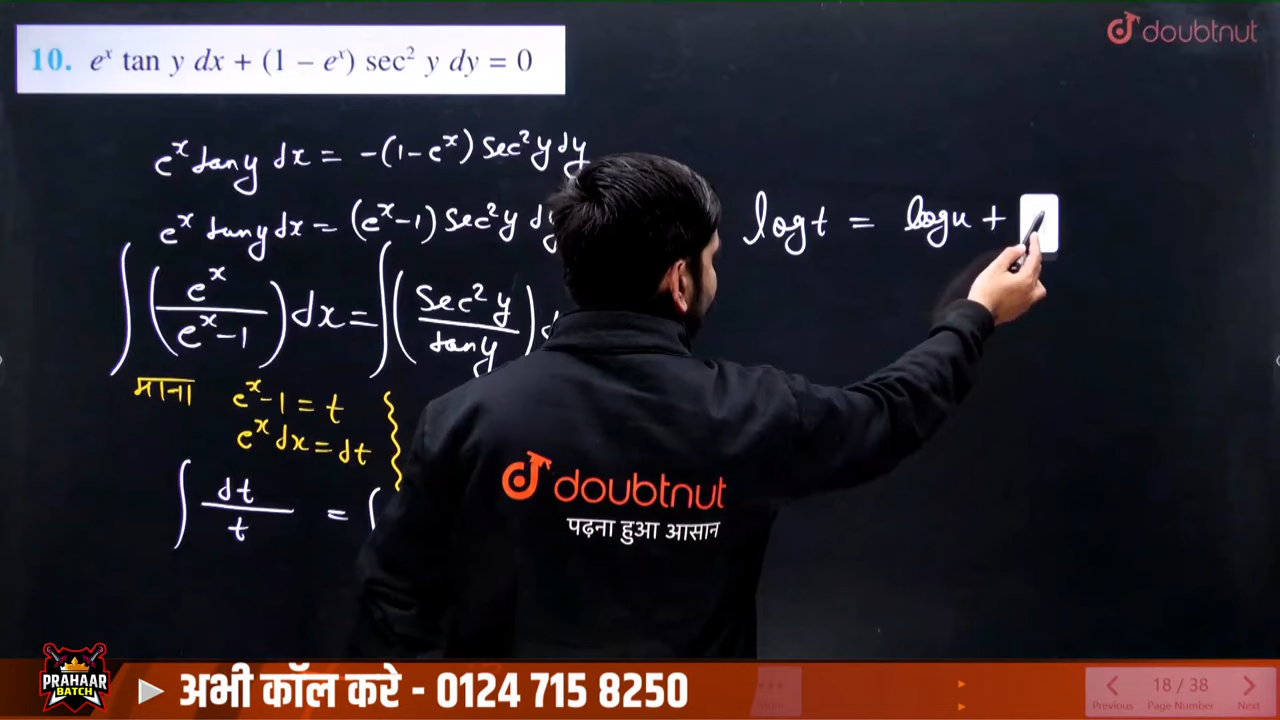 10. eˣ tan y dx + (1 – eˣ) sec² y dy = 0
doubtnut
eˣ tany dx = -(1-eˣ) Sec²y dy
eˣ tany dx = (eˣ-1) Sec²y dy
∫(eˣ/(eˣ-1))dx = ∫(Sec²y/tany)
माना eˣ-1 = t
eˣdx = dt
∫ dt/t = ∫
log t = log u +
doubtnut
पढ़ना हुआ आसान
PRAHAAR
BATCH
अभी कॉल करे - 0124 715 8250
18 / 38
Previous Page Number Next